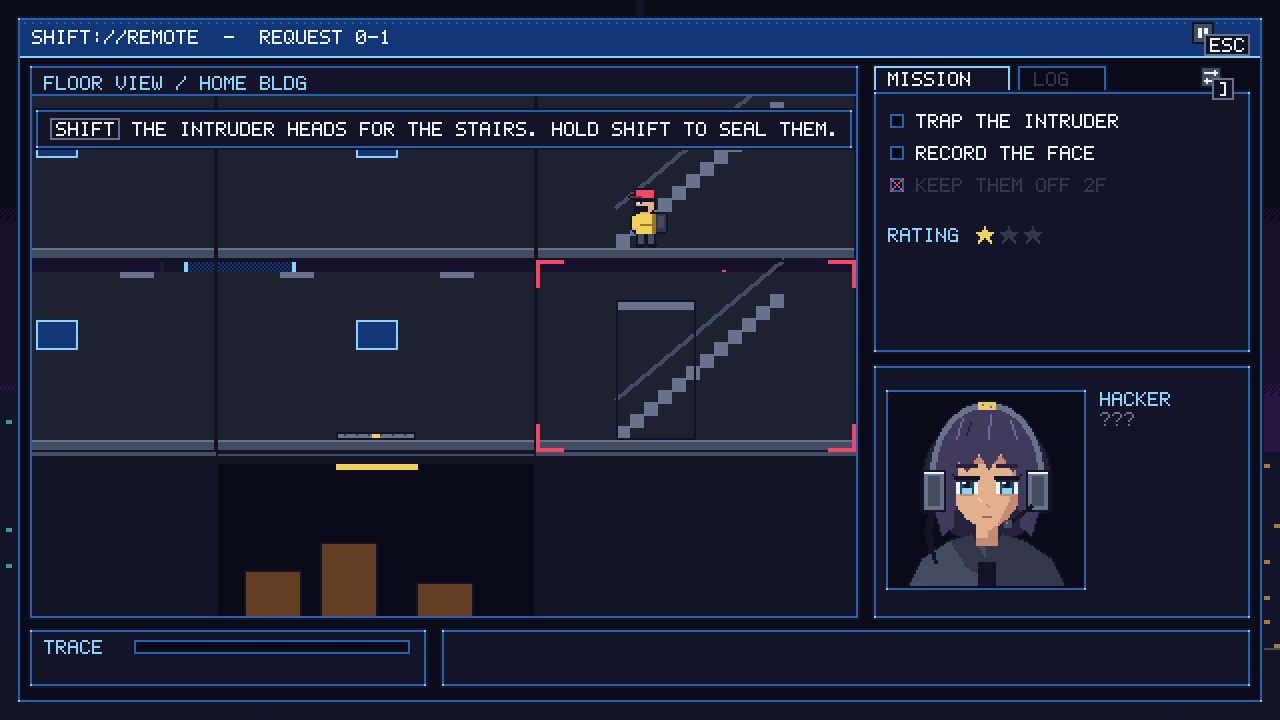 SHIFT://REMOTE – REQUEST 0-1
ESC
FLOOR VIEW / HOME BLDG
SHIFT THE INTRUDER HEADS FOR THE STAIRS. HOLD SHIFT TO SEAL THEM.
MISSION
LOG
]
TRAP THE INTRUDER
RECORD THE FACE
KEEP THEM OFF 2F
RATING
HACKER
???
TRACE